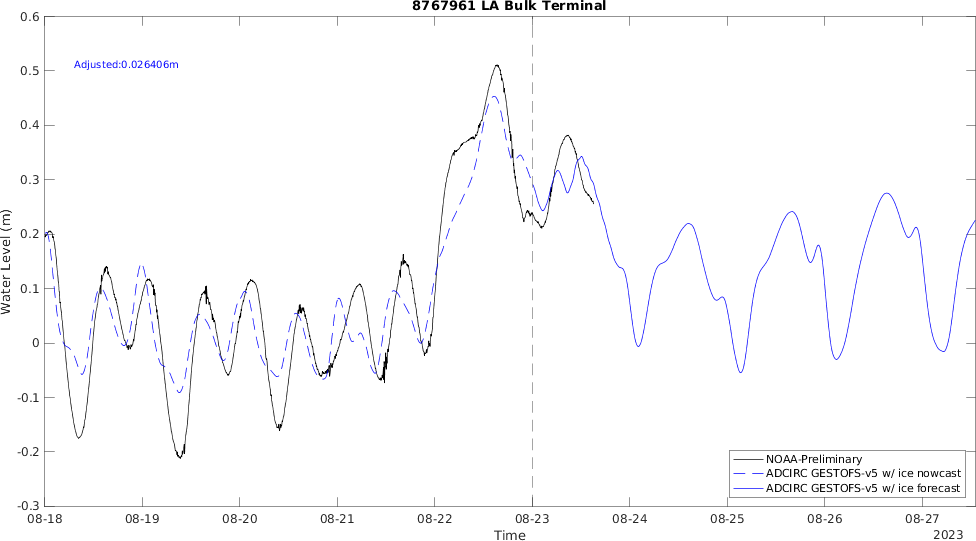 8767961 LA Bulk Terminal
0.6
0.5
0.4
0.3
0.2
0.1
0
-0.1
-0.2
-0.3
Water Level (m)
Adjusted:0.026406m
NOAA-Preliminary
ADCIRC GESTOFS-v5 w/ ice nowcast
ADCIRC GESTOFS-v5 w/ ice forecast
08-18 08-19 08-20 08-21 08-22 08-23 08-24 08-25 08-26 08-27
Time
2023